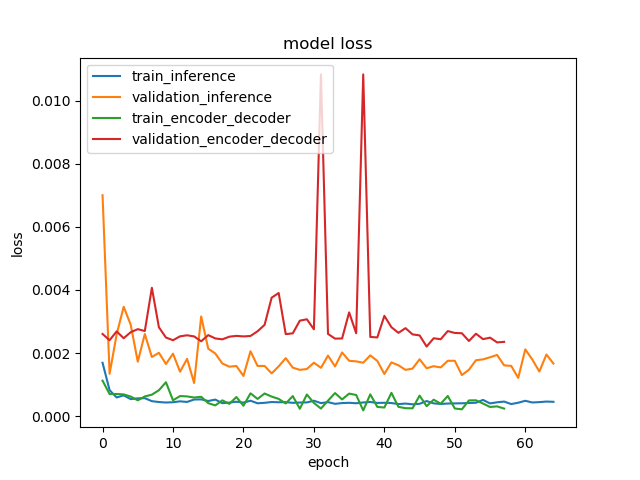 model loss
train_inference
validation_inference
train_encoder_decoder
validation_encoder_decoder
0.010
0.008
0.006
0.004
0.002
0.000
loss
0 10 20 30 40 50 60
epoch